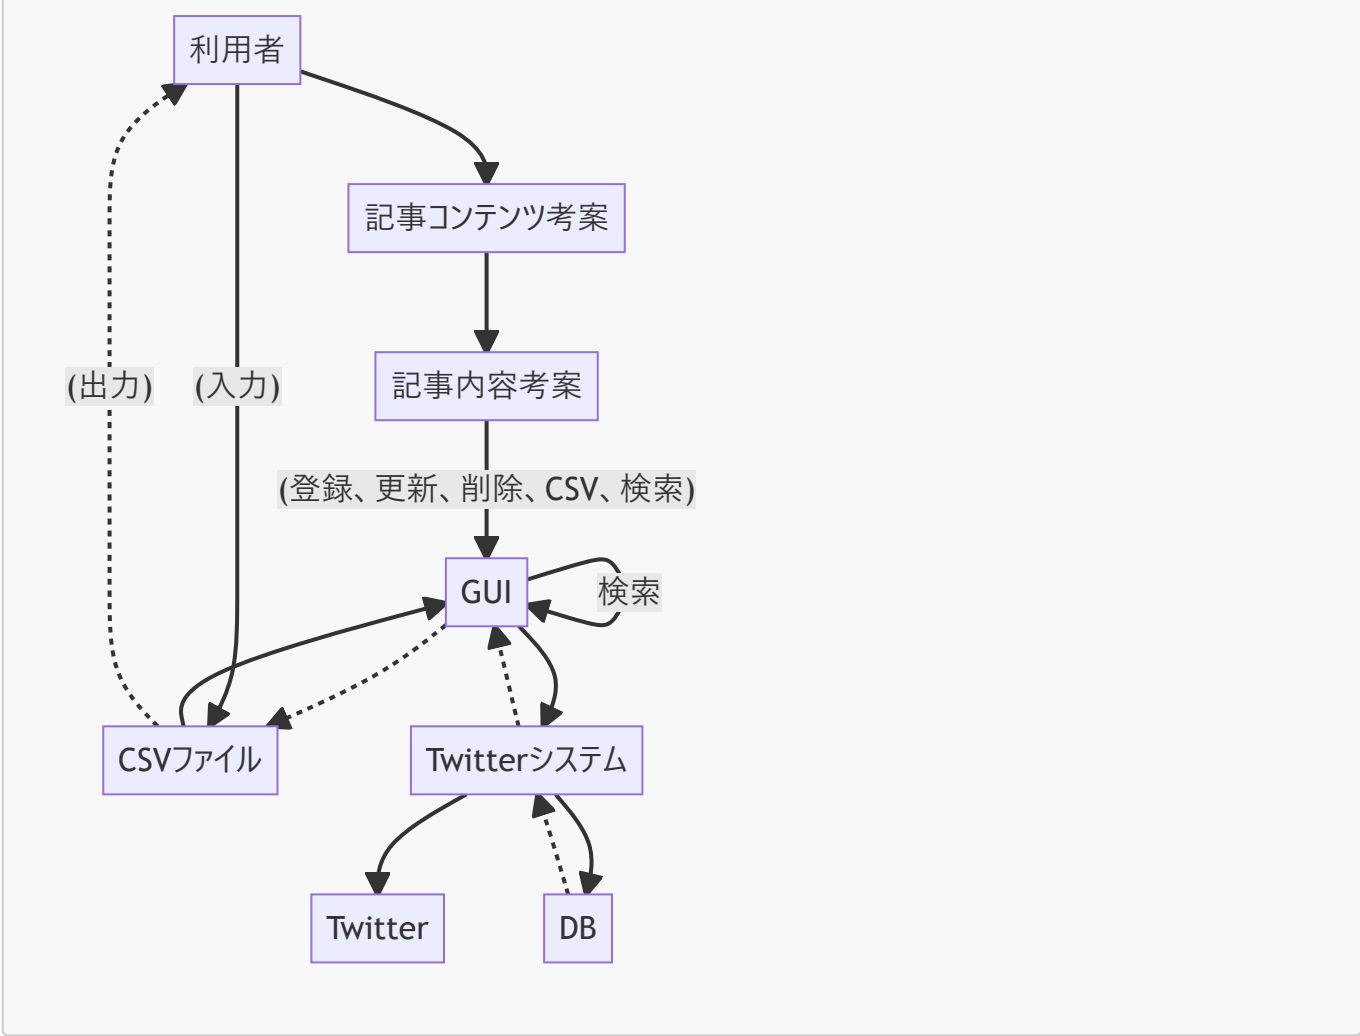 利用者
記事コンテンツ考案
記事内容考案
(出力)
(入力)
(登録、更新、削除、CSV、検索)
GUI
検索
CSVファイル
Twitterシステム
Twitter
DB